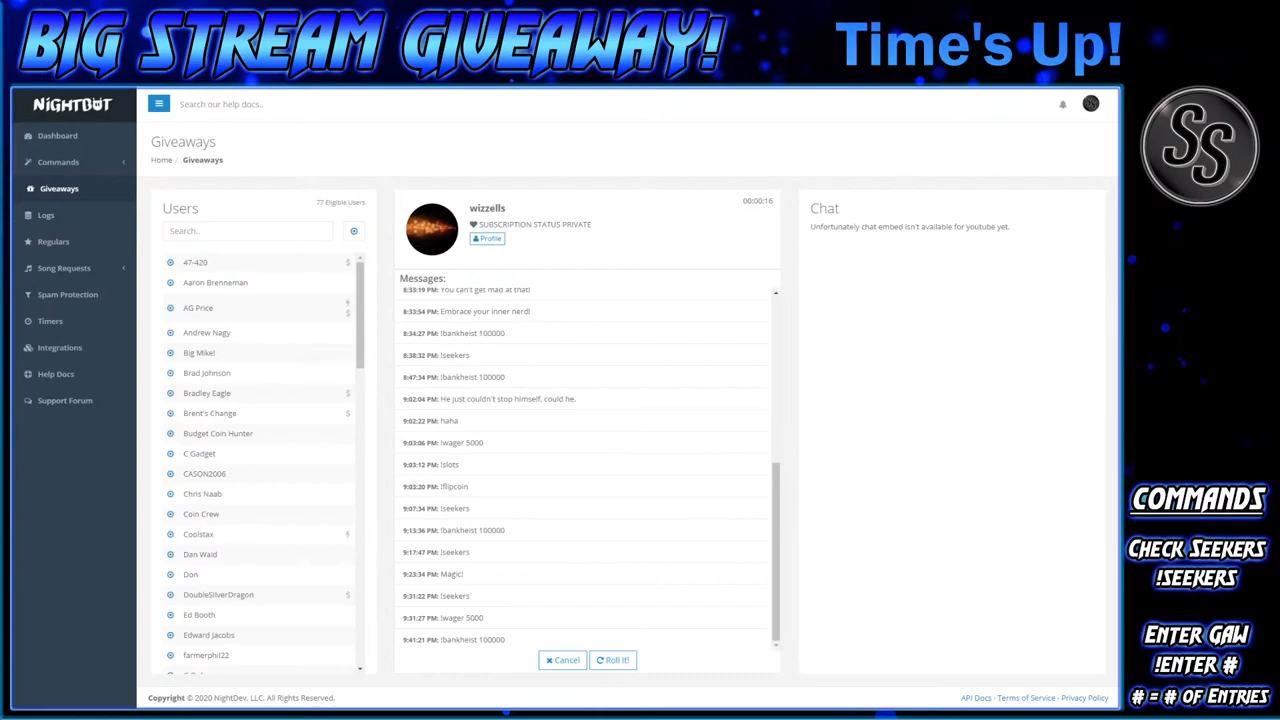 BIG STREAM GIVEAWAY!
Time's Up!
NIGHTBOT
Search our help docs..
SS
Dashboard
Commands
Giveaways
Logs
Regulars
Song Requests
Spam Protection
Timers
Integrations
Help Docs
Support Forum
Giveaways
Home / Giveaways
Users
77 Eligible Users
Search..
47-420 $
Aaron Brenneman
AG Price $
Andrew Nagy
Big Mike!
Brad Johnson
Bradley Eagle $
Brent's Change $
Budget Coin Hunter
C Gadget
CASON2006
Chris Naab
Coin Crew
Coolstax
Dan Waid
Don
DoubleSilverDragon $
Ed Booth
Edward Jacobs
farmerphil22
wizzells
00:00:16
SUBSCRIPTION STATUS PRIVATE
Profile
Messages:
8:33:19 PM: You can't get mad at that!
8:33:54 PM: Embrace your inner nerd!
8:34:27 PM: !bankheist 100000
8:38:32 PM: !seekers
8:47:34 PM: !bankheist 100000
9:02:04 PM: He just couldn't stop himself, could he.
9:02:22 PM: haha
9:03:06 PM: !wager 5000
9:03:12 PM: !slots
9:03:20 PM: !flipcoin
9:07:34 PM: !seekers
9:13:36 PM: !bankheist 100000
9:17:47 PM: !seekers
9:23:34 PM: Magic!
9:31:22 PM: !seekers
9:31:27 PM: !wager 5000
9:41:21 PM: !bankheist 100000
Cancel
Roll It!
Chat
Unfortunately chat embed isn't available for youtube yet.
COMMANDS
CHECK SEEKERS
!SEEKERS
ENTER GAW
!ENTER #
# = # OF ENTRIES
Copyright © 2020 NightDev, LLC. All Rights Reserved.
API Docs · Terms of Service · Privacy Policy